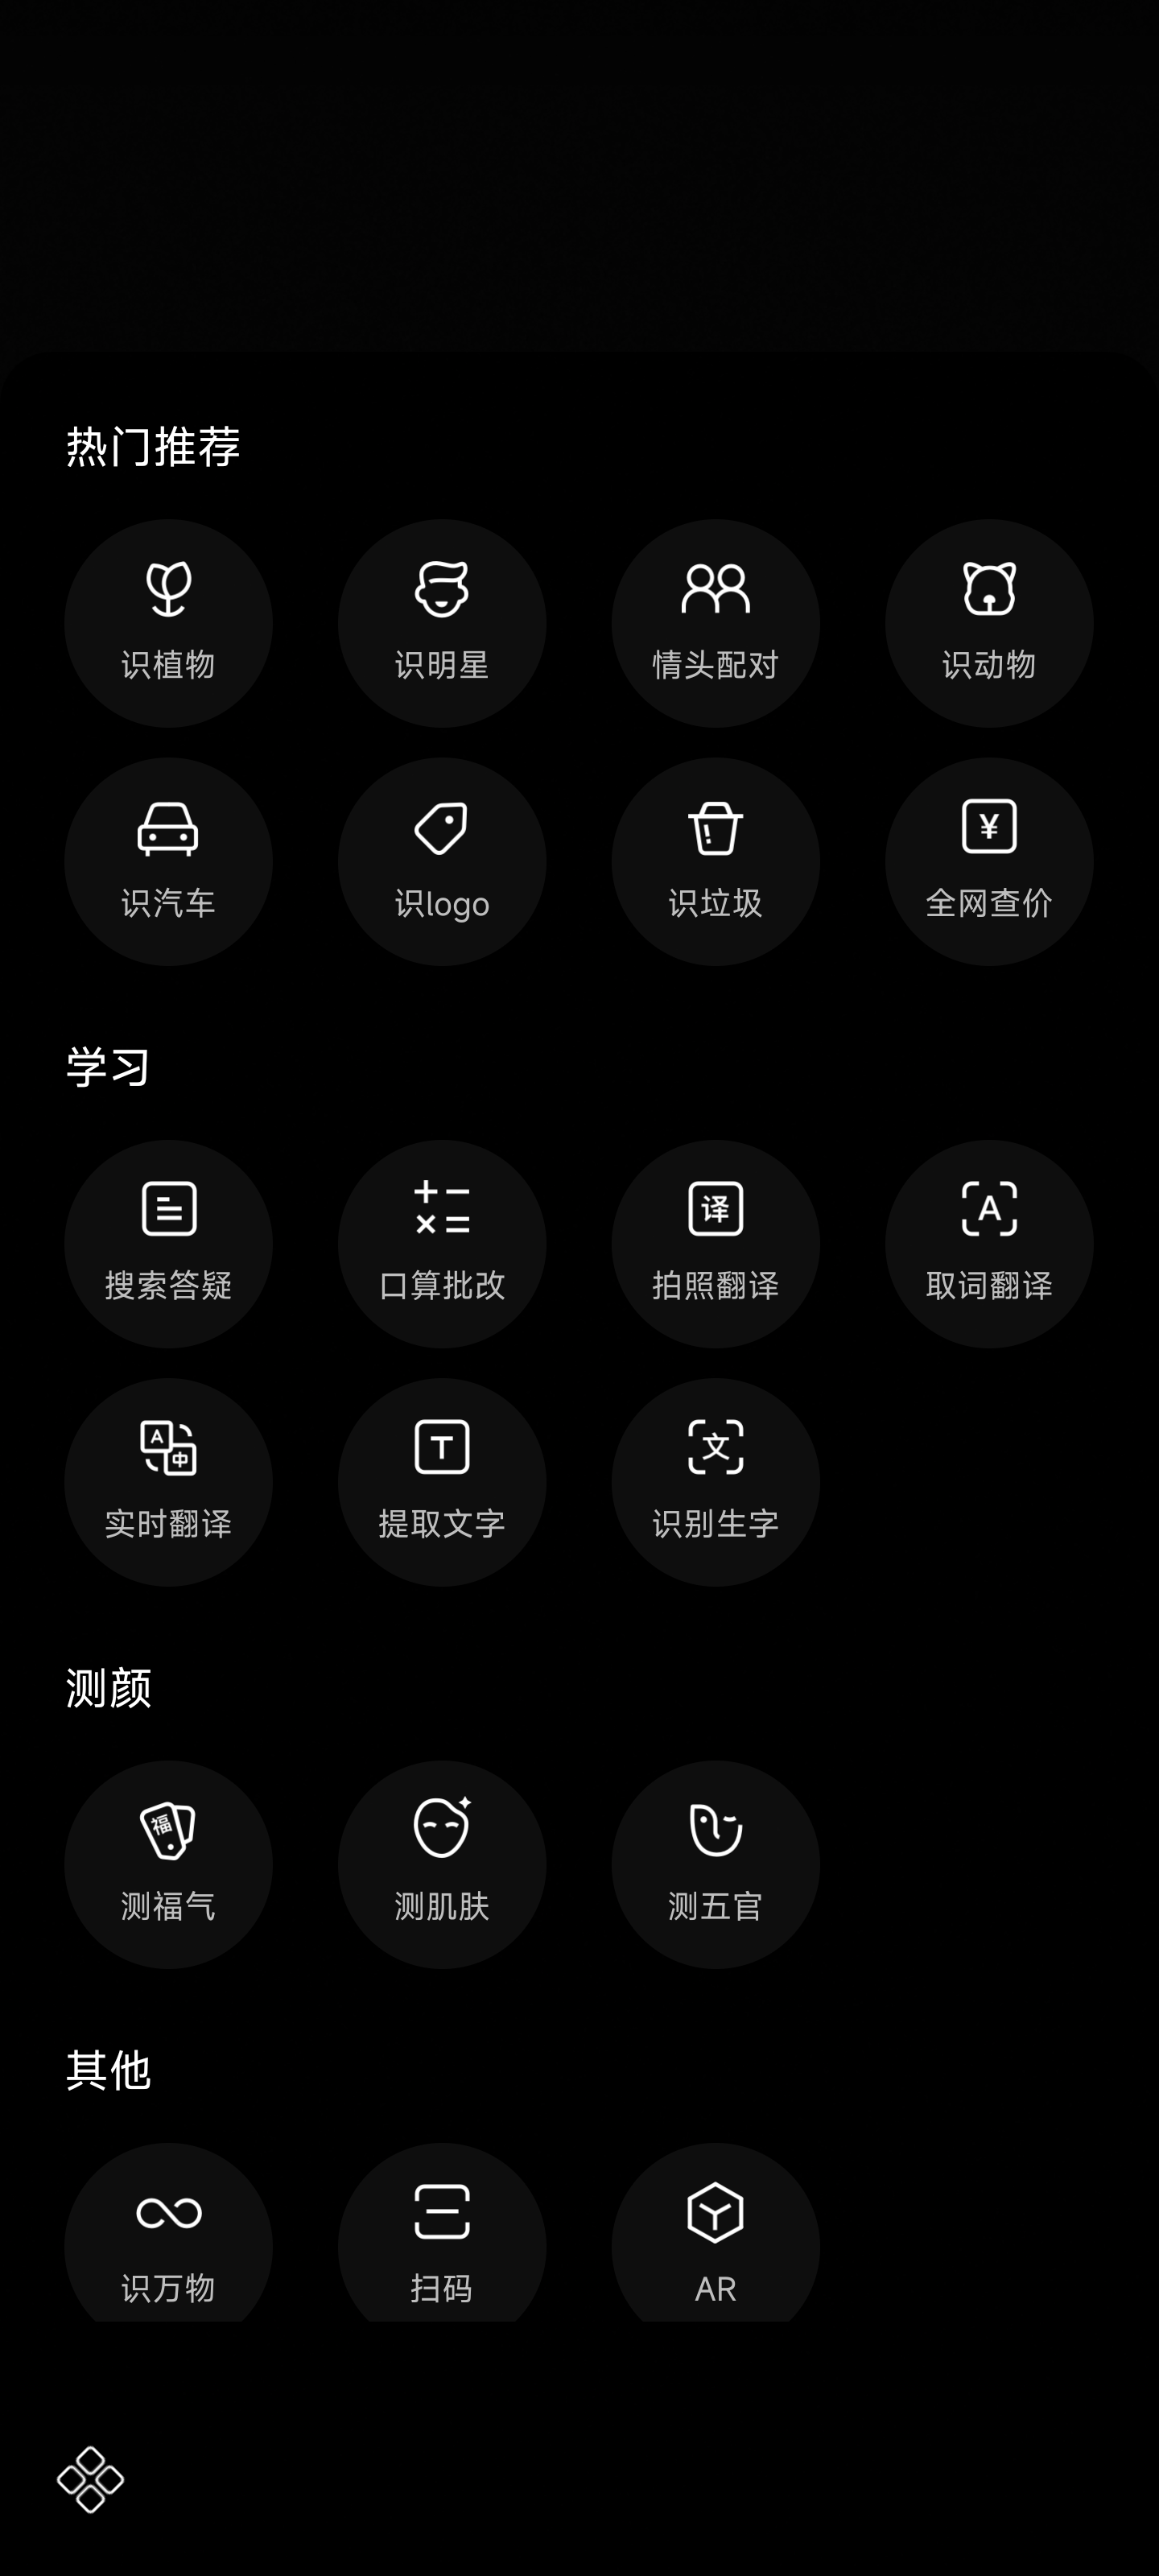 热门推荐
识植物 识明星 情头配对 识动物
¥
识汽车 识logo 识垃圾 全网查价
学习
译 A
搜索答疑 口算批改 拍照翻译 取词翻译
A 中 T 文
实时翻译 提取文字 识别生字
测颜
福
测福气 测肌肤 测五官
其他
识万物 扫码 AR